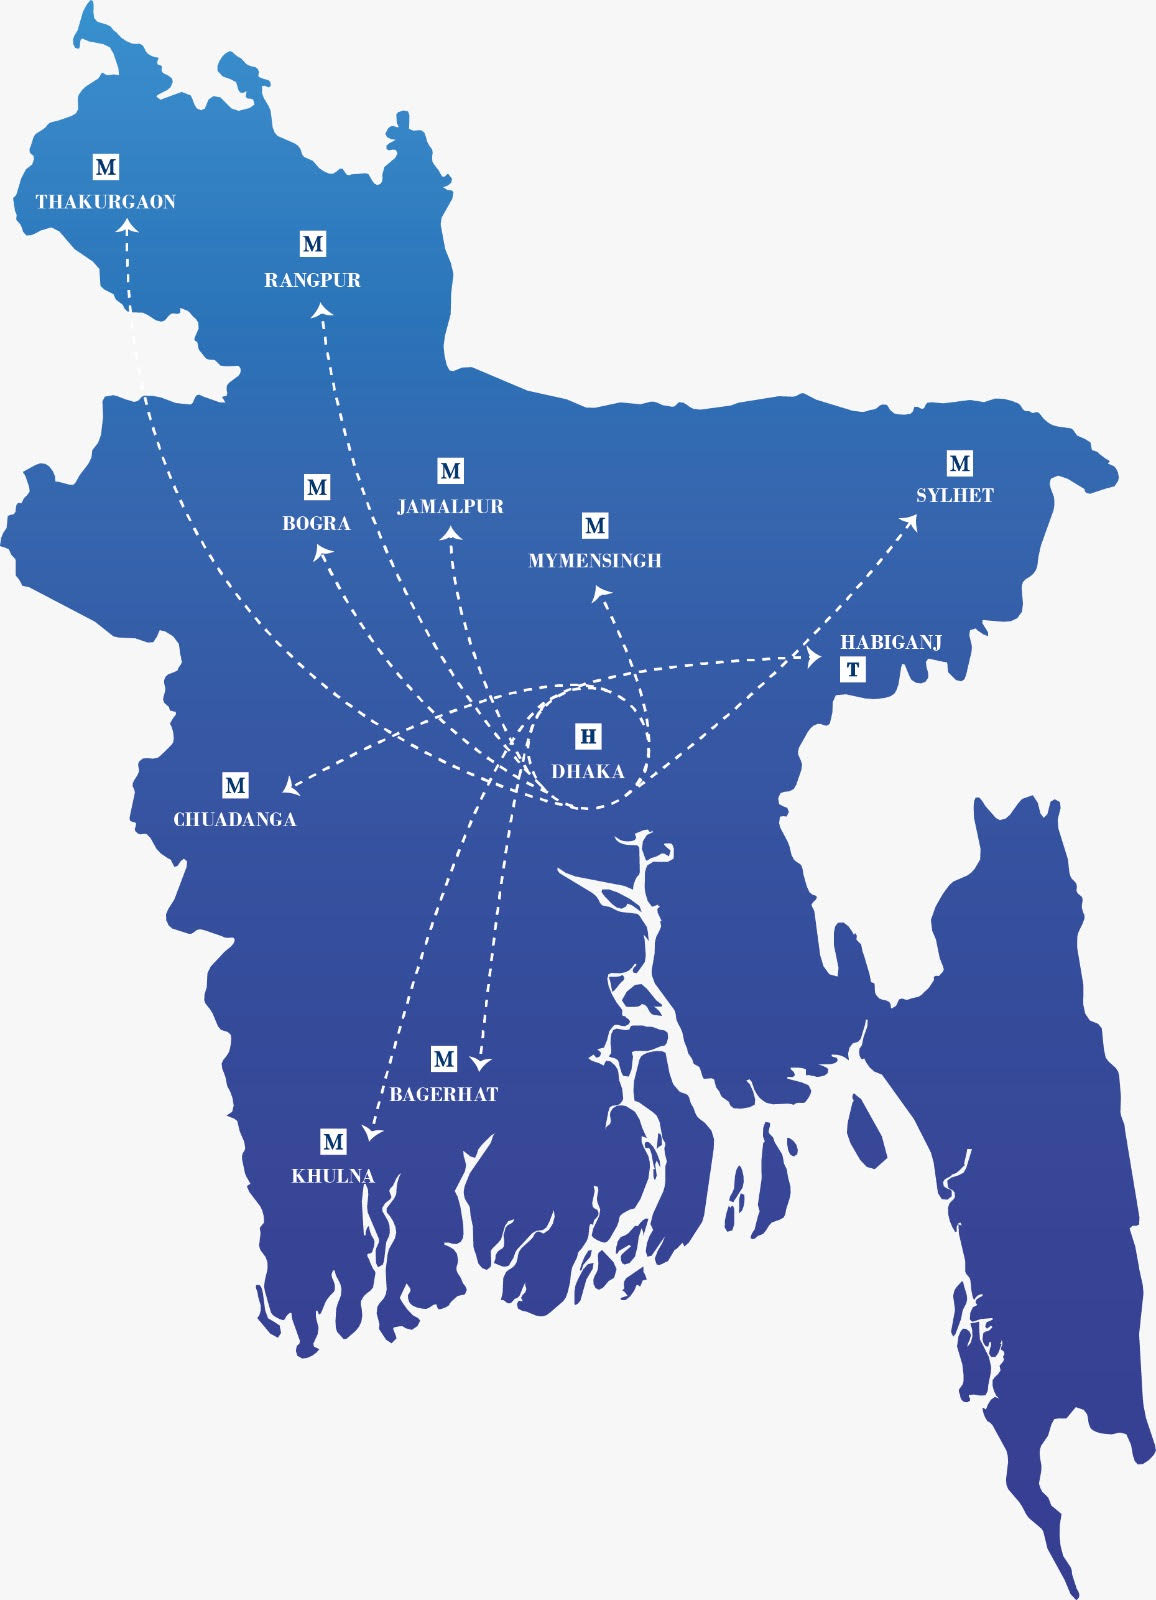 M
THAKURGAON
M
RANGPUR
M
BOGRA
M
JAMALPUR
M
MYMENSINGH
M
SYLHET
HABIGANJ
T
H
DHAKA
M
CHUADANGA
M
BAGERHAT
M
KHULNA